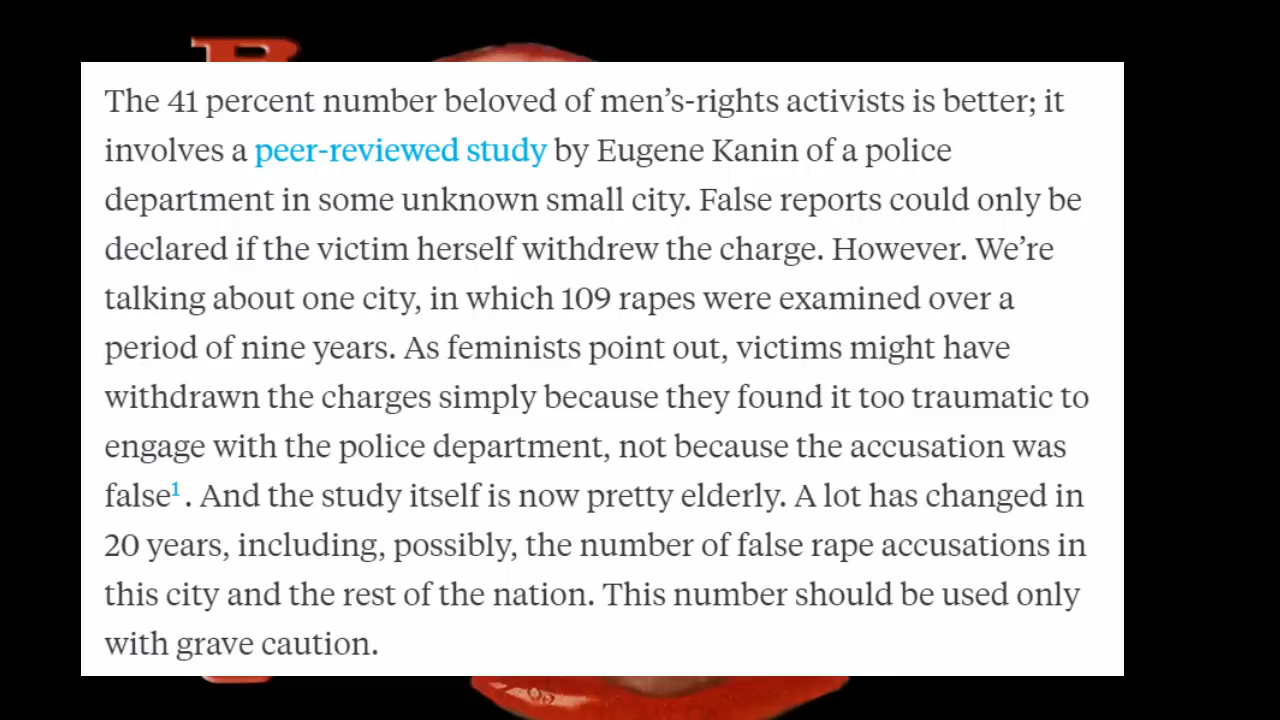 The 41 percent number beloved of men’s-rights activists is better; it
involves a peer-reviewed study by Eugene Kanin of a police
department in some unknown small city. False reports could only be
declared if the victim herself withdrew the charge. However. We’re
talking about one city, in which 109 rapes were examined over a
period of nine years. As feminists point out, victims might have
withdrawn the charges simply because they found it too traumatic to
engage with the police department, not because the accusation was
false¹. And the study itself is now pretty elderly. A lot has changed in
20 years, including, possibly, the number of false rape accusations in
this city and the rest of the nation. This number should be used only
with grave caution.